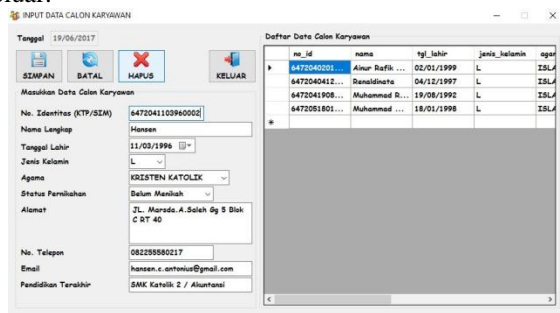 INPUT DATA CALON KARYAWAN
Tanggal 19/06/2017
SIMPAN BATAL HAPUS KELUAR
Masukkan Data Calon Karyawan
No. Identitas (KTP/SIM) 6472041103960002
Nama Lengkap Hansen
Tanggal Lahir 11/03/1996
Jenis Kelamin L
Agama KRISTEN KATOLIK
Status Pernikahan Belum Menikah
Alamat JL. Marsda.A.Saleh Gg 5 Blok
C RT 40
No. Telepon 082255580217
Email hansen.c.antonius@gmail.com
Pendidikan Terakhir SMK Katolik 2 / Akuntansi
Daftar Data Calon Karyawan
no_id nama tgl_lahir jenis_kelamin agar
6472040201... Ainur Rafik ... 02/01/1999 L ISLA
6472040412... Renaldinata 04/12/1997 L ISLA
6472041908... Muhammad R... 19/08/1992 L ISLA
6472051801... Muhammad ... 18/01/1998 L ISLA